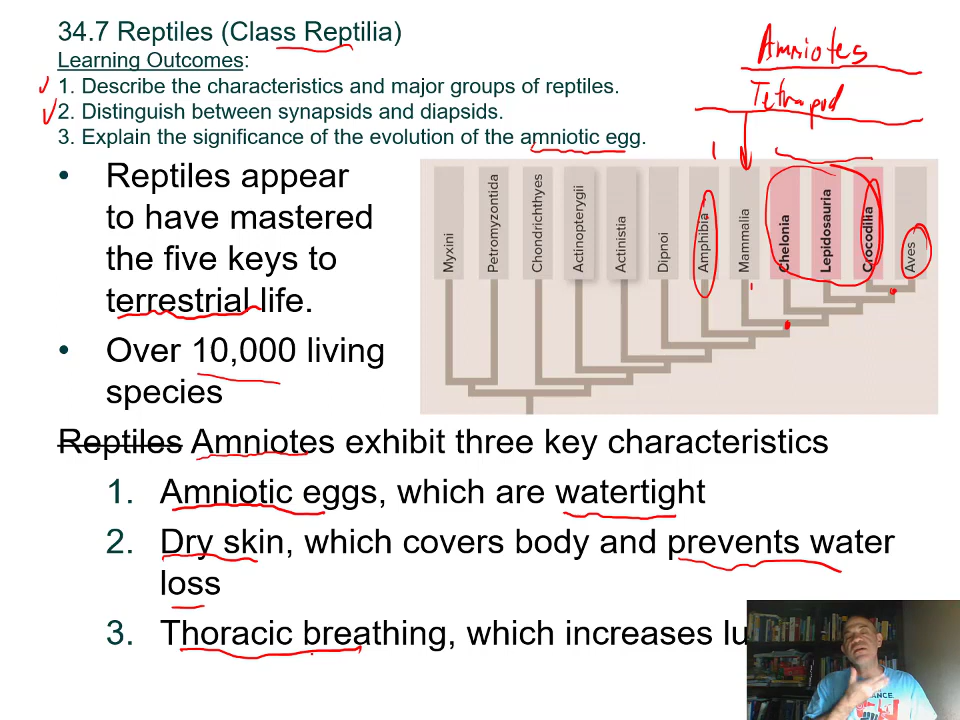 34.7 Reptiles (Class Reptilia)
Learning Outcomes:
1. Describe the characteristics and major groups of reptiles.
2. Distinguish between synapsids and diapsids.
3. Explain the significance of the evolution of the amniotic egg.
Amniotes
Tetrapod
• Reptiles appear
to have mastered
the five keys to
terrestrial life.
• Over 10,000 living
species
Myxini
Petromyzontida
Chondrichthyes
Actinopterygii
Actinistia
Dipnoi
Amphibia
Mammalia
Chelonia
Lepidosauria
Crocodilia
Aves
Reptiles Amniotes exhibit three key characteristics
1. Amniotic eggs, which are watertight
2. Dry skin, which covers body and prevents water
loss
3. Thoracic breathing, which increases